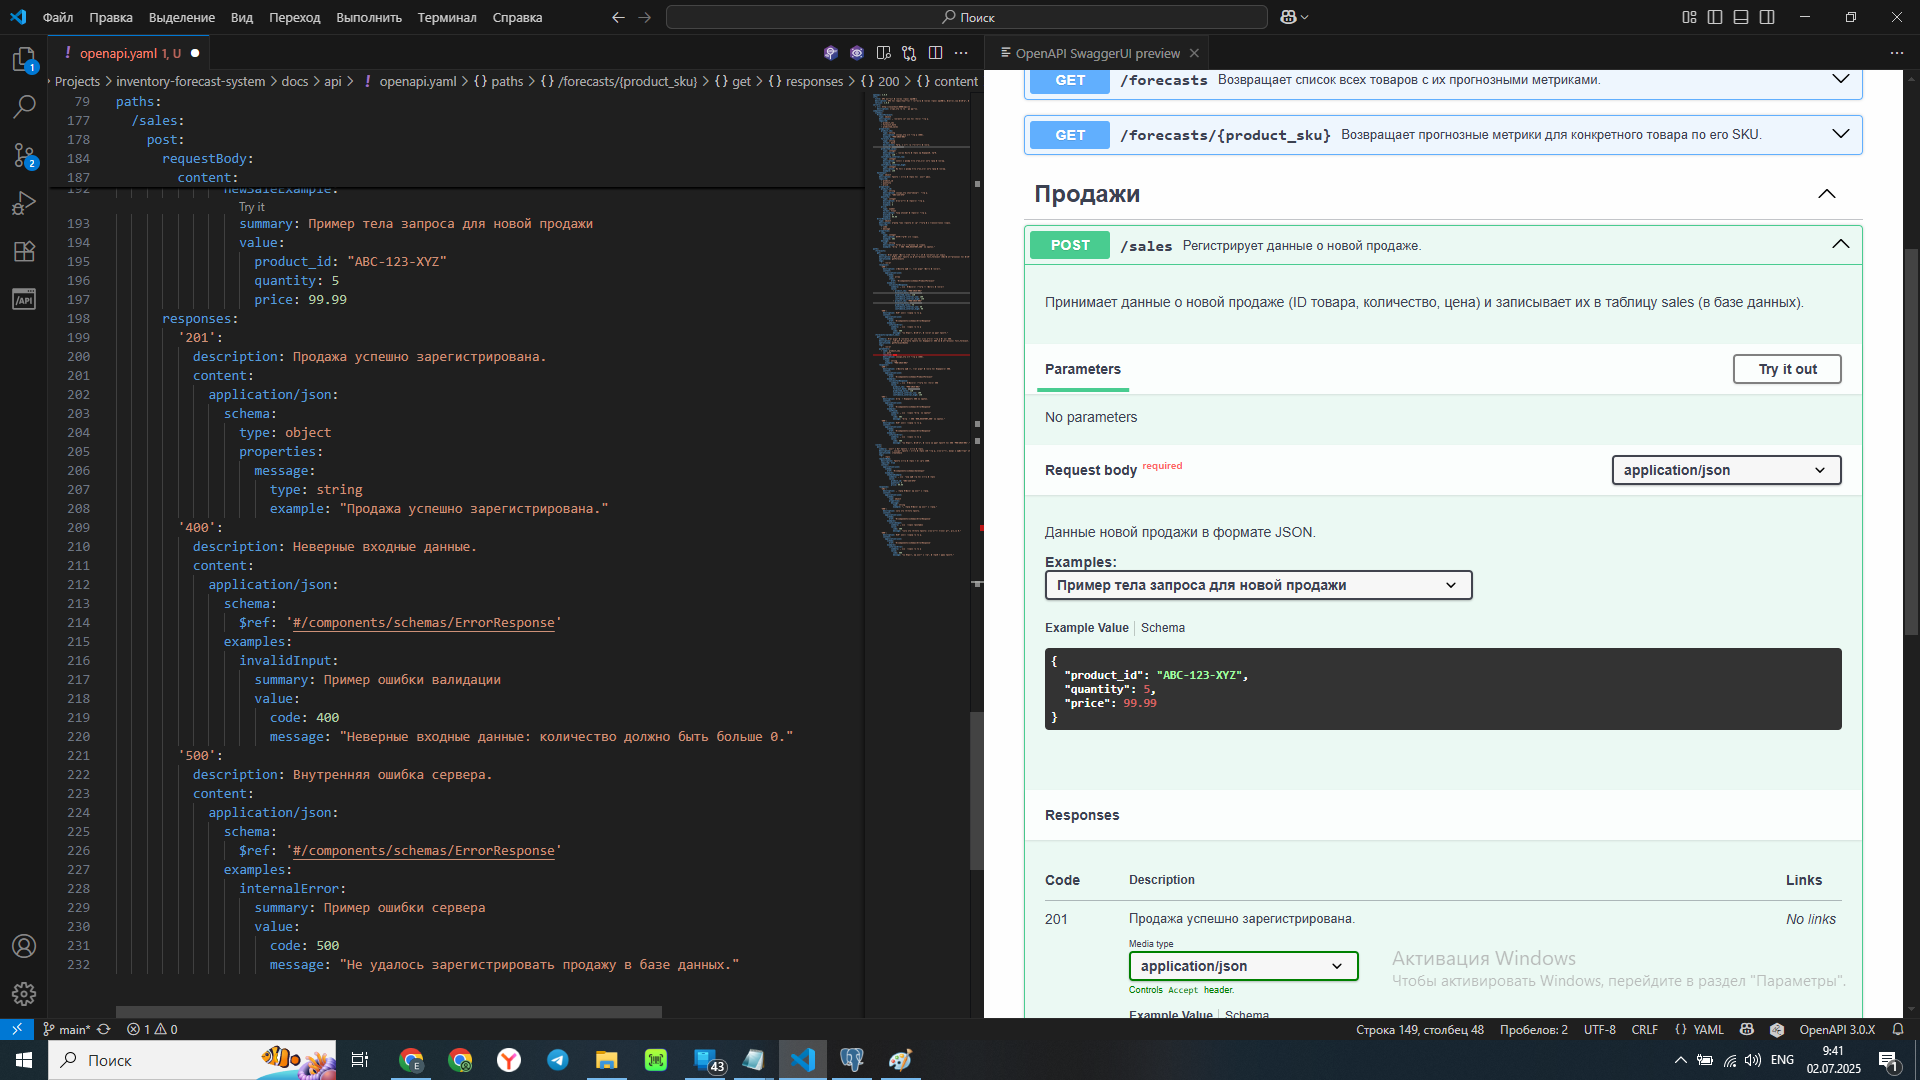 Файл Правка Выделение Вид Переход Выполнить Терминал Справка
Поиск
openapi.yaml 1, U
OpenAPI SwaggerUI preview
Projects > inventory-forecast-system > docs > api > ! openapi.yaml > {} paths > {} /forecasts/{product_sku} > {} get > {} responses > {} 200 > {} content
79 paths:
177 /sales:
178 post:
184 requestBody:
187 content:
192 newSaleExample:
Try it
193 summary: Пример тела запроса для новой продажи
194 value:
195 product_id: "ABC-123-XYZ"
196 quantity: 5
197 price: 99.99
198 responses:
199 '201':
200 description: Продажа успешно зарегистрирована.
201 content:
202 application/json:
203 schema:
204 type: object
205 properties:
206 message:
207 type: string
208 example: "Продажа успешно зарегистрирована."
209 '400':
210 description: Неверные входные данные.
211 content:
212 application/json:
213 schema:
214 $ref: '#/components/schemas/ErrorResponse'
215 examples:
216 invalidInput:
217 summary: Пример ошибки валидации
218 value:
219 code: 400
220 message: "Неверные входные данные: количество должно быть больше 0."
221 '500':
222 description: Внутренняя ошибка сервера.
223 content:
224 application/json:
225 schema:
226 $ref: '#/components/schemas/ErrorResponse'
227 examples:
228 internalError:
229 summary: Пример ошибки сервера
230 value:
231 code: 500
232 message: "Не удалось зарегистрировать продажу в базе данных."
GET /forecasts Возвращает список всех товаров с их прогнозными метриками.
GET /forecasts/{product_sku} Возвращает прогнозные метрики для конкретного товара по его SKU.
Продажи
POST /sales Регистрирует данные о новой продаже.
Принимает данные о новой продаже (ID товара, количество, цена) и записывает их в таблицу sales (в базе данных).
Parameters
Try it out
No parameters
Request body required
application/json
Данные новой продажи в формате JSON.
Examples:
Пример тела запроса для новой продажи
Example Value Schema
{
"product_id": "ABC-123-XYZ",
"quantity": 5,
"price": 99.99
}
Responses
Code Description Links
201 Продажа успешно зарегистрирована. No links
Media type
application/json
Controls Accept header.
Example Value Schema
Активация Windows
Чтобы активировать Windows, перейдите в раздел "Параметры".
main* 1 0
Строка 149, столбец 48 Пробелов: 2 UTF-8 CRLF {} YAML OpenAPI 3.0.X
Поиск
43
ENG
9:41
02.07.2025
1